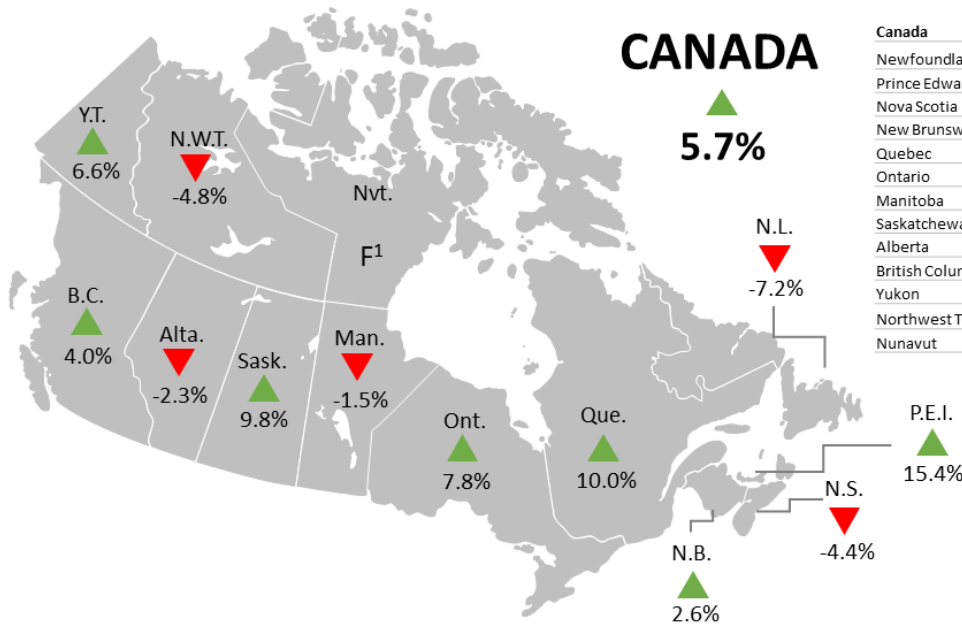 CANADA
5.7%
Canada
Newfoundla
Prince Edwa
Nova Scotia
New Brunsw
Quebec
Ontario
Manitoba
Saskatchewa
Alberta
British Colum
Yukon
Northwest T
Nunavut
Y.T.
6.6%
N.W.T.
-4.8%
Nvt.
F¹
B.C.
4.0%
Alta.
-2.3%
Sask.
9.8%
Man.
-1.5%
Ont.
7.8%
Que.
10.0%
N.L.
-7.2%
P.E.I.
15.4%
N.S.
-4.4%
N.B.
2.6%